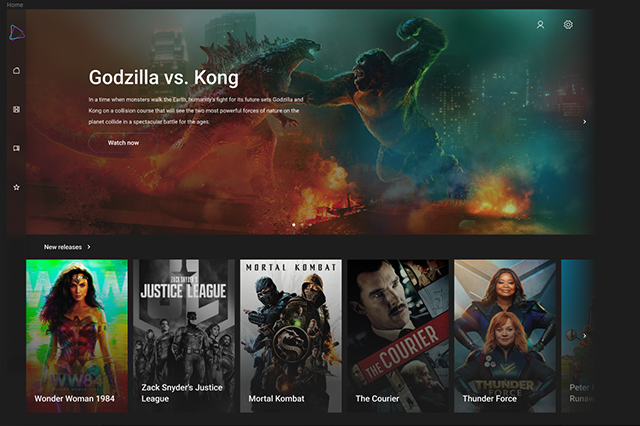 Home
Godzilla vs. Kong
In a time when monsters walk the Earth, humanity's fight for its future sets Godzilla and
Kong on a collision course that will see the two most powerful forces of nature on the
planet collide in a spectacular battle for the ages.
Watch now
New releases
WW84
Wonder Woman 1984
ZACK SNYDER'S
JUSTICE LEAGUE
Zack Snyder's Justice
League
MORTAL KOMBAT
Mortal Kombat
THE COURIER
The Courier
THUNDER
FORCE
Thunder Force
Peter
Runaw